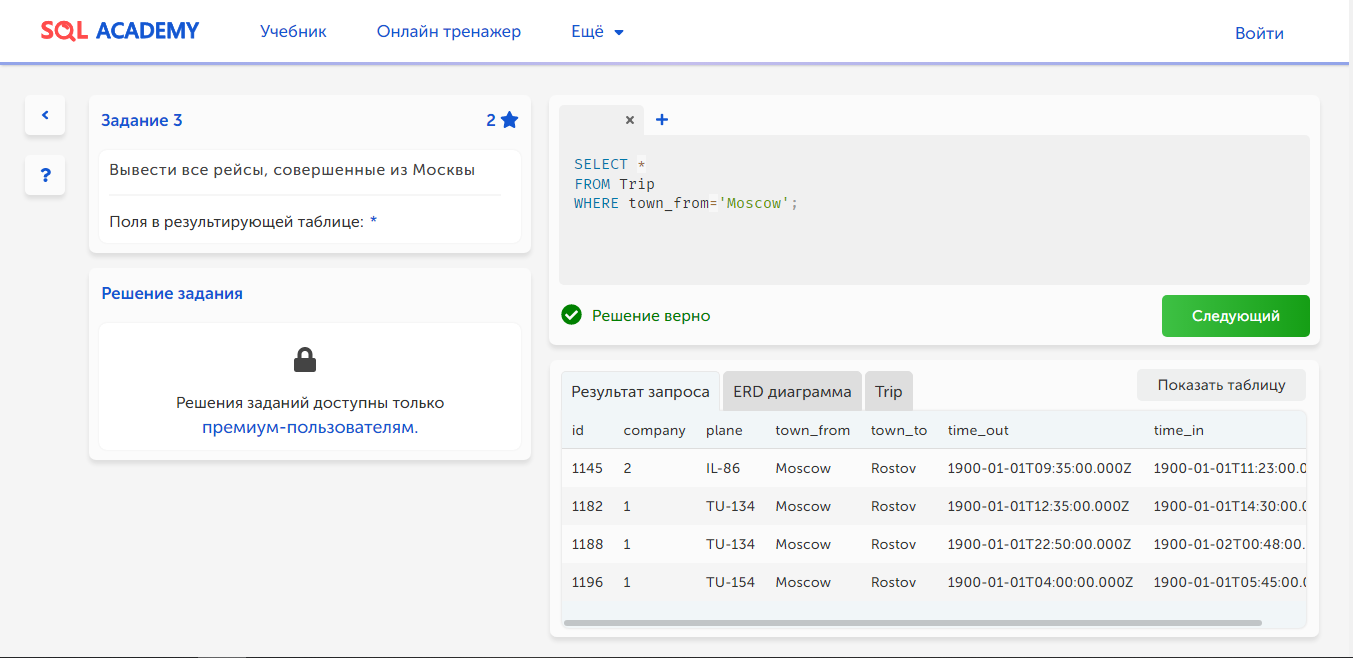 SQL ACADEMY
Учебник
Онлайн тренажер
Ещё
Войти
Задание 3
2
Вывести все рейсы, совершенные из Москвы
Поля в результирующей таблице: *
?
Решение задания
Решения заданий доступны только
премиум-пользователям.
SELECT *
FROM Trip
WHERE town_from='Moscow';
Решение верно
Следующий
Результат запроса
ERD диаграмма
Trip
Показать таблицу
id company plane town_from town_to time_out time_in
1145 2 IL-86 Moscow Rostov 1900-01-01T09:35:00.000Z 1900-01-01T11:23:00.0
1182 1 TU-134 Moscow Rostov 1900-01-01T12:35:00.000Z 1900-01-01T14:30:00.0
1188 1 TU-134 Moscow Rostov 1900-01-01T22:50:00.000Z 1900-01-02T00:48:00.
1196 1 TU-154 Moscow Rostov 1900-01-01T04:00:00.000Z 1900-01-01T05:45:00.0